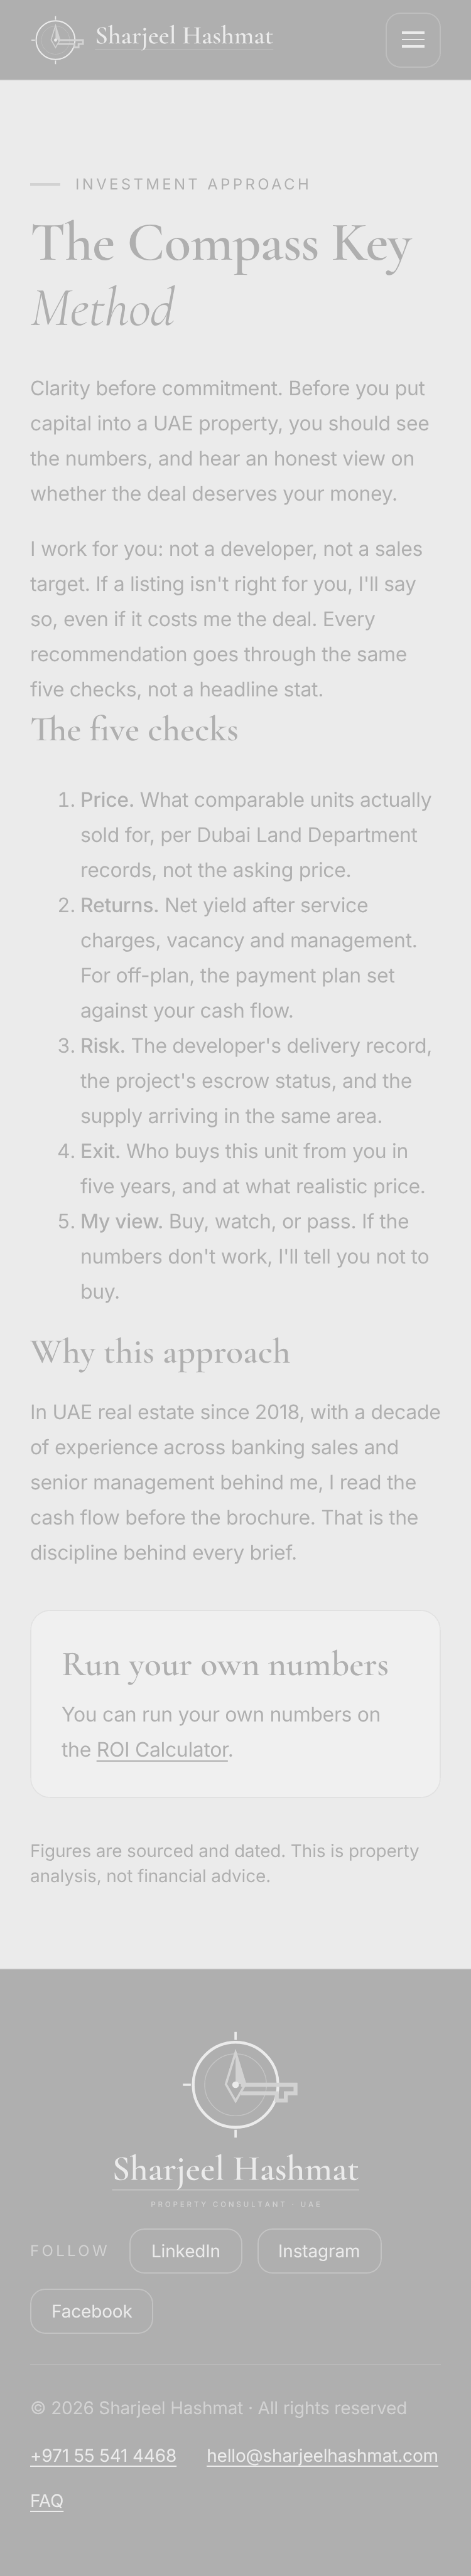 Sharjeel Hashmat
INVESTMENT APPROACH
The Compass Key
Method
Clarity before commitment. Before you put
capital into a UAE property, you should see
the numbers, and hear an honest view on
whether the deal deserves your money.
I work for you: not a developer, not a sales
target. If a listing isn't right for you, I'll say
so, even if it costs me the deal. Every
recommendation goes through the same
five checks, not a headline stat.
The five checks
1. Price. What comparable units actually
sold for, per Dubai Land Department
records, not the asking price.
2. Returns. Net yield after service
charges, vacancy and management.
For off-plan, the payment plan set
against your cash flow.
3. Risk. The developer's delivery record,
the project's escrow status, and the
supply arriving in the same area.
4. Exit. Who buys this unit from you in
five years, and at what realistic price.
5. My view. Buy, watch, or pass. If the
numbers don't work, I'll tell you not to
buy.
Why this approach
In UAE real estate since 2018, with a decade
of experience across banking sales and
senior management behind me, I read the
cash flow before the brochure. That is the
discipline behind every brief.
Run your own numbers
You can run your own numbers on
the ROI Calculator.
Figures are sourced and dated. This is property
analysis, not financial advice.
Sharjeel Hashmat
PROPERTY CONSULTANT · UAE
FOLLOW LinkedIn Instagram
Facebook
© 2026 Sharjeel Hashmat · All rights reserved
+971 55 541 4468 hello@sharjeelhashmat.com
FAQ